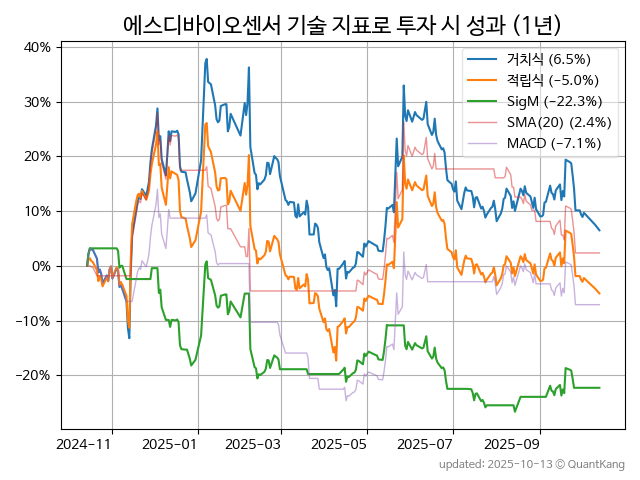 에스디바이오센서 기술 지표로 투자 시 성과 (1년)
거치식 (6.5%)
적립식 (−5.0%)
SigM (−22.3%)
SMA(20) (2.4%)
MACD (−7.1%)
40%
30%
20%
10%
0%
−10%
−20%
2024−11 2025−01 2025−03 2025−05 2025−07 2025−09
updated: 2025-10-13 ⓒ QuantKang